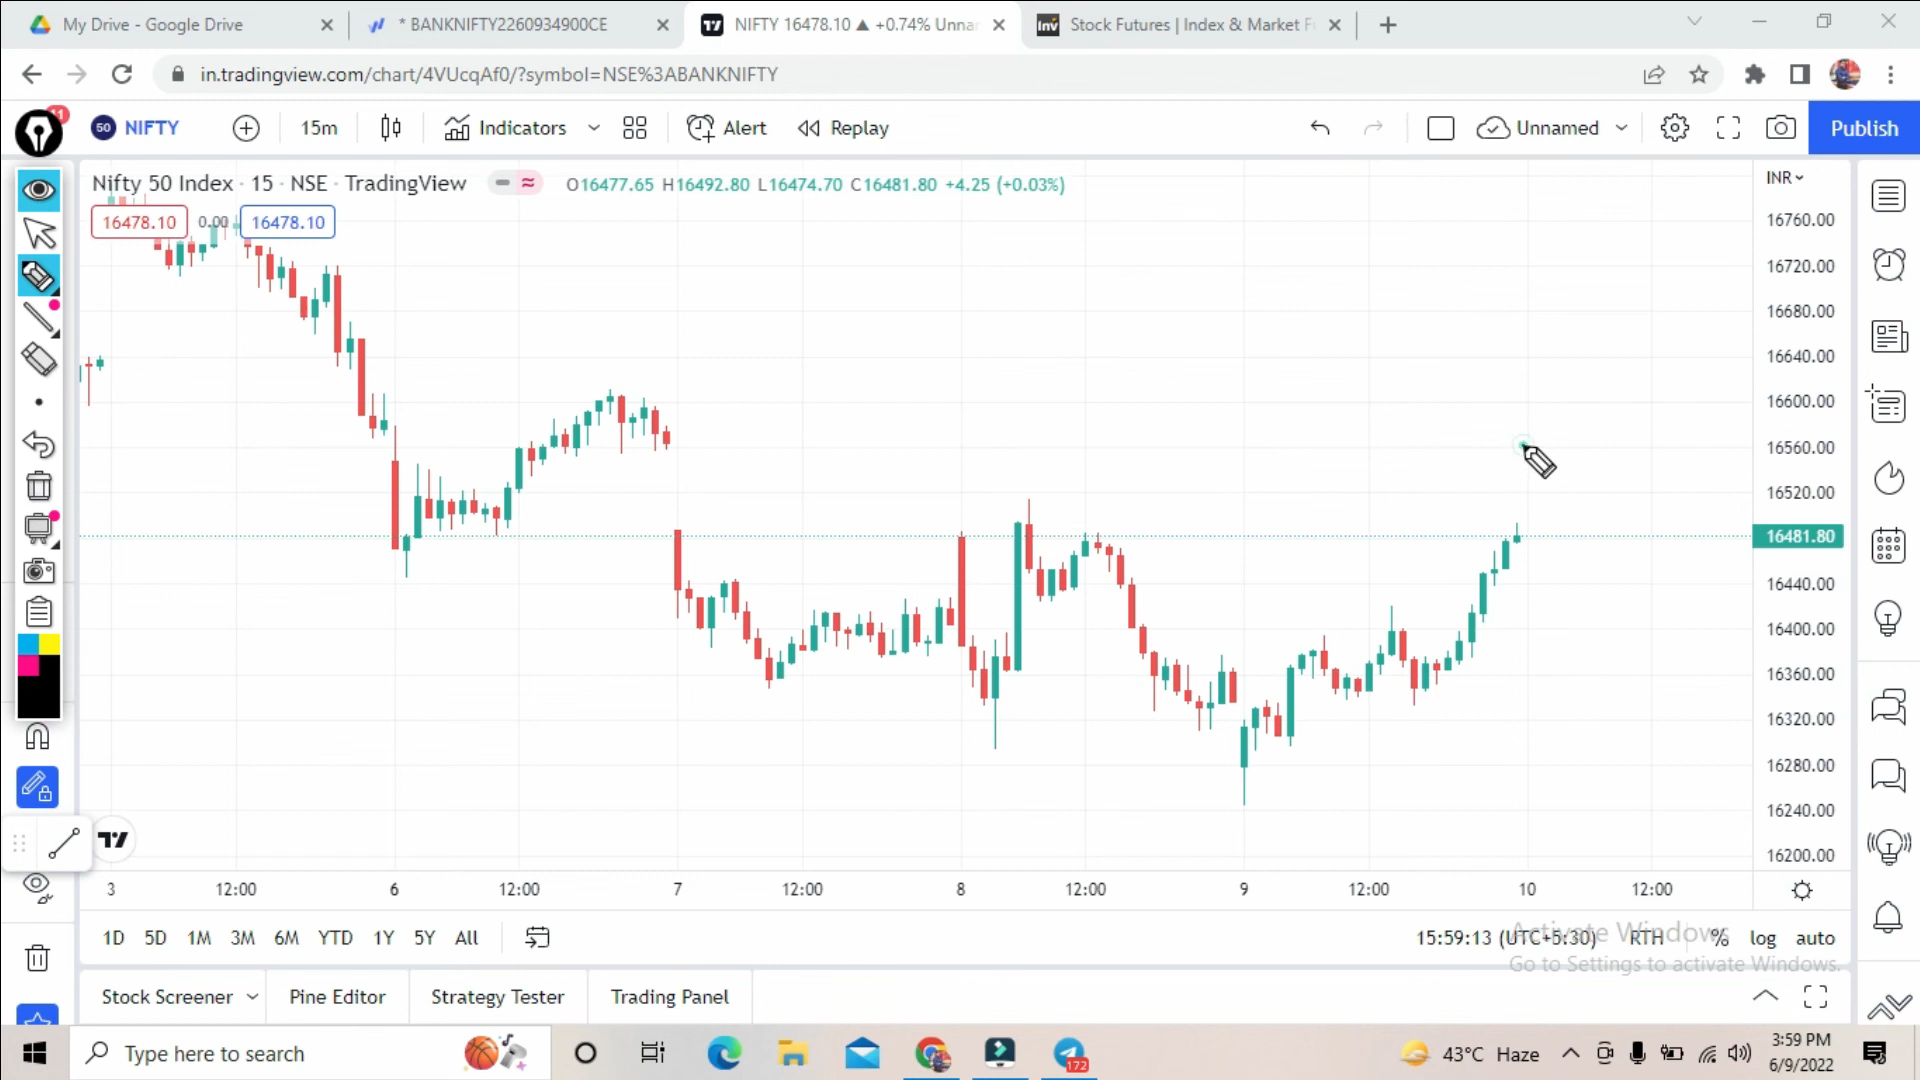 My Drive - Google Drive
* BANKNIFTY2260934900CE
NIFTY 16478.10 ▲ +0.74% Unnar
Inv
Stock Futures | Index & Market F
in.tradingview.com/chart/4VUcqAf0/?symbol=NSE%3ABANKNIFTY
11
50 NIFTY
15m
Indicators
Alert
Replay
Unnamed
Publish
Nifty 50 Index · 15 · NSE · TradingView
O16477.65 H16492.80 L16474.70 C16481.80 +4.25 (+0.03%)
INR
16478.10
0.00
16478.10
16760.00
16720.00
16680.00
16640.00
16600.00
16560.00
16520.00
16481.80
16440.00
16400.00
16360.00
16320.00
16280.00
16240.00
16200.00
3
12:00
6
12:00
7
12:00
8
12:00
9
12:00
10
12:00
1D 5D 1M 3M 6M YTD 1Y 5Y All
15:59:13 (UTC+5:30)
RTH
%
log
auto
Activate Windows
Go to Settings to activate Windows.
Stock Screener
Pine Editor
Strategy Tester
Trading Panel
Type here to search
172
43°C Haze
3:59 PM
6/9/2022